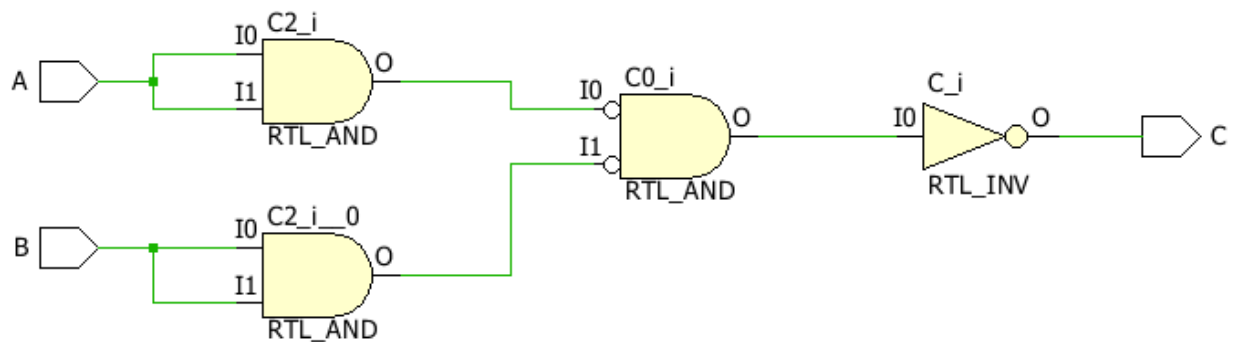 C2_i
I0
O
A
I1
RTL_AND
C0_i
I0
O
I1
RTL_AND
C_i
I0
O
C
RTL_INV
C2_i__0
I0
O
B
I1
RTL_AND